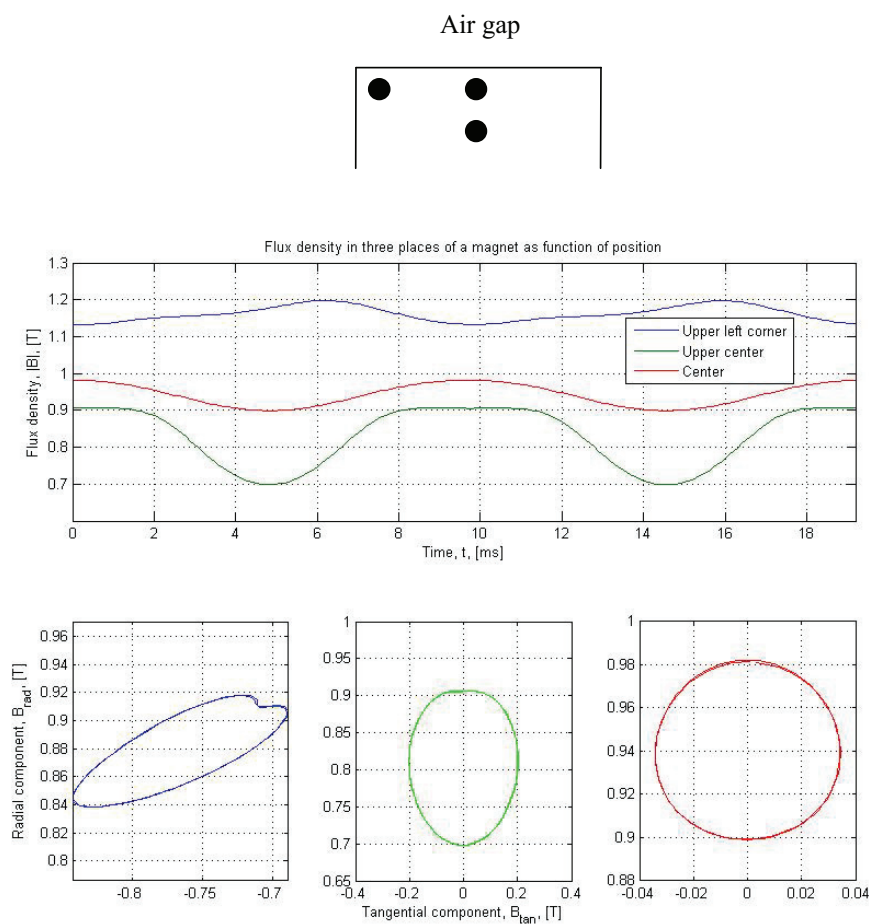 Air gap
Flux density in three places of a magnet as function of position
1.3
1.2
1.1
1
0.9
0.8
0.7
Flux density, |B|, [T]
Upper left corner
Upper center
Center
0 2 4 6 8 10 12 14 16 18
Time, t, [ms]
Radial component, B_rad, [T]
0.96
0.94
0.92
0.9
0.88
0.86
0.84
0.82
0.8
-0.8 -0.75 -0.7
1
0.95
0.9
0.85
0.8
0.75
0.7
0.65
-0.4 -0.2 0 0.2 0.4
1
0.98
0.96
0.94
0.92
0.9
0.88
-0.04 -0.02 0 0.02 0.04
Tangential component, B_tan, [T]